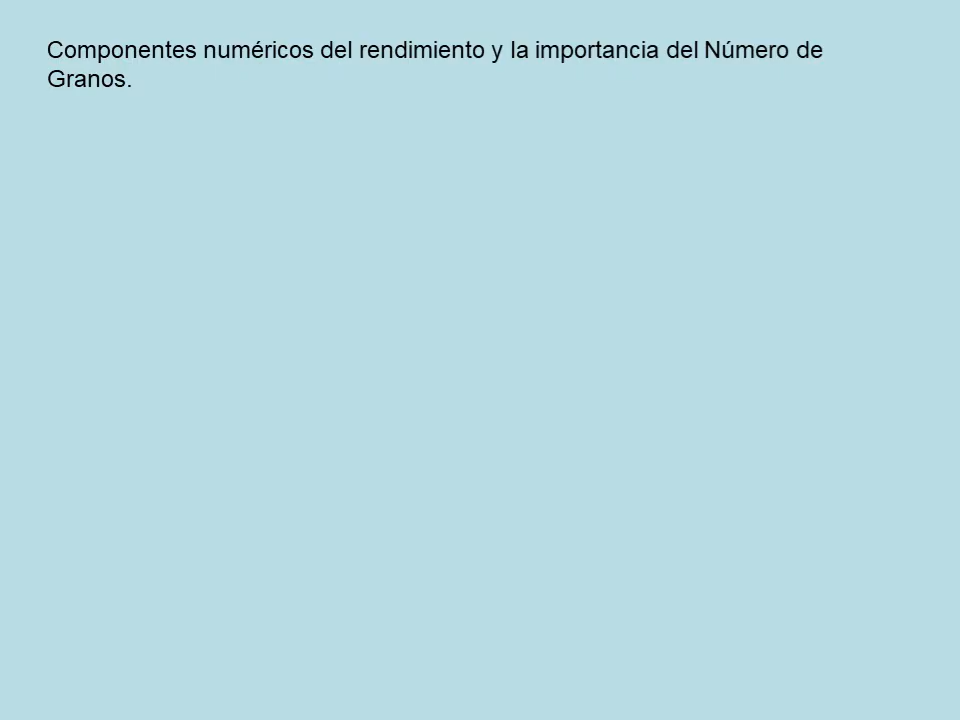 Componentes numéricos del rendimiento y la importancia del Número de
Granos.